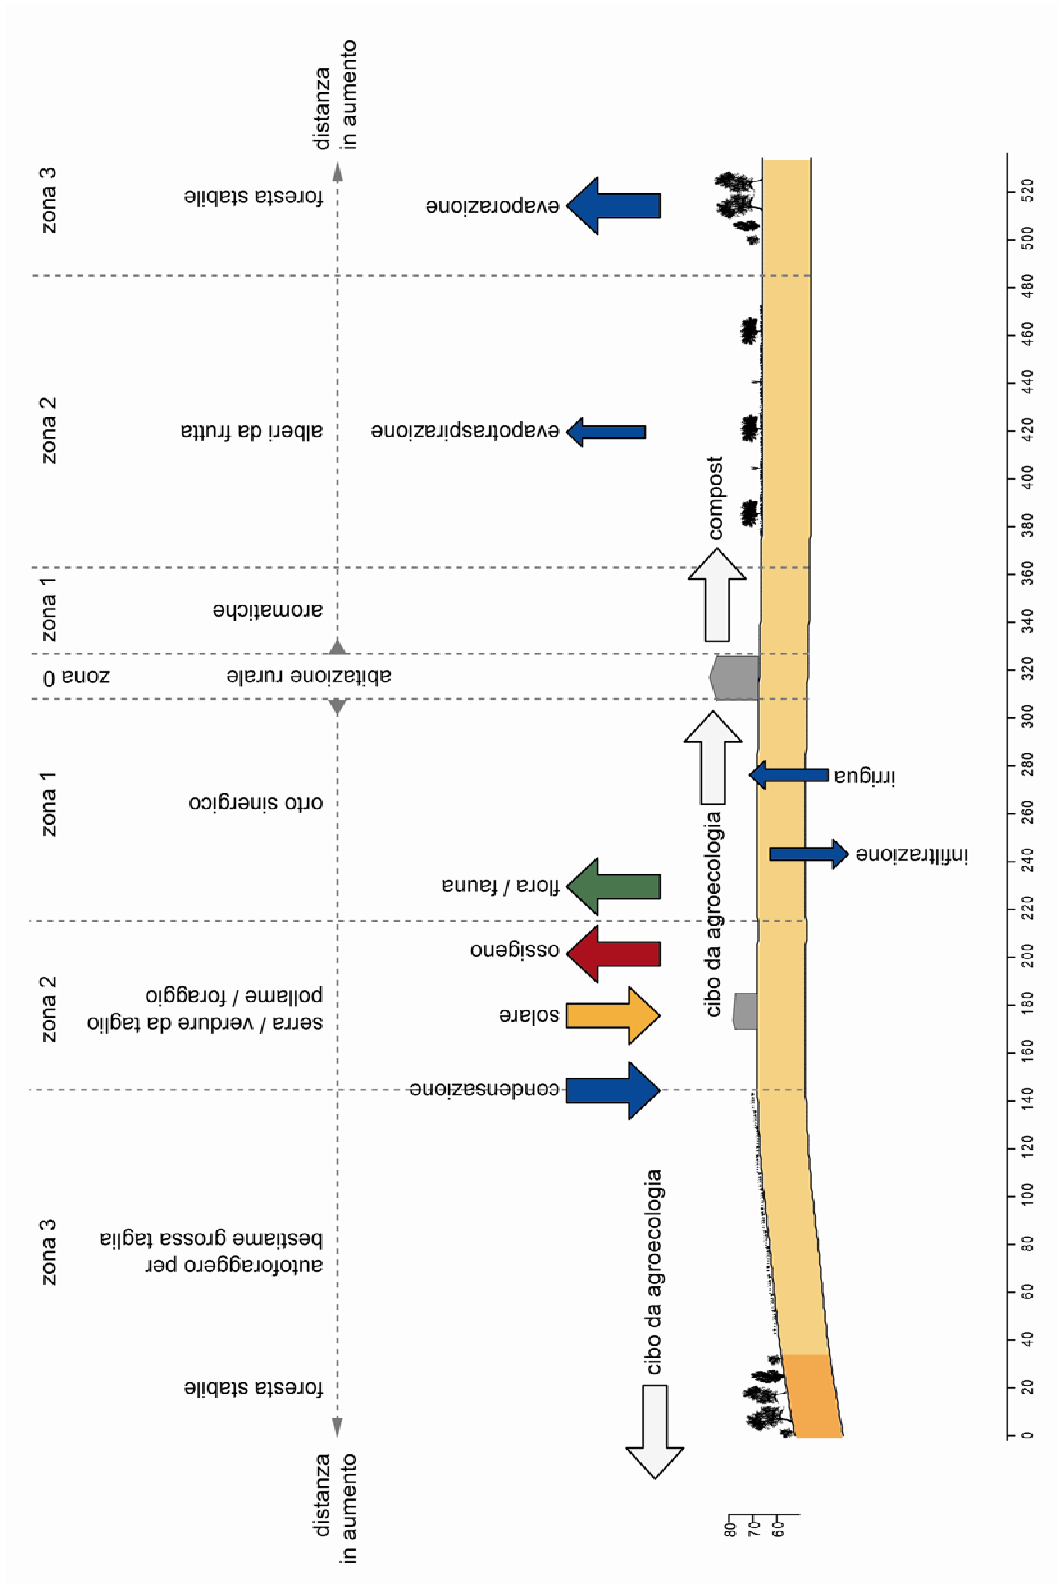 distanza
in aumento
zona 3
zona 2
zona 1
zona 0
zona 1
zona 2
zona 3
distanza
in aumento
foresta stabile
autoforaggero per
bestiame grossa taglia
serra / verdure da taglio
pollame / foraggio
orto sinergico
abitazione rurale
aromatiche
alberi da frutta
foresta stabile
condensazione
solare
ossigeno
flora / fauna
evapotraspirazione
evaporazione
cibo da agroecologia
cibo da agroecologia
compost
infiltrazione
irrigua
80
70
60
0 20 40 60 80 100 120 140 160 180 200 220 240 260 280 300 320 340 360 380 400 420 440 460 480 500 520